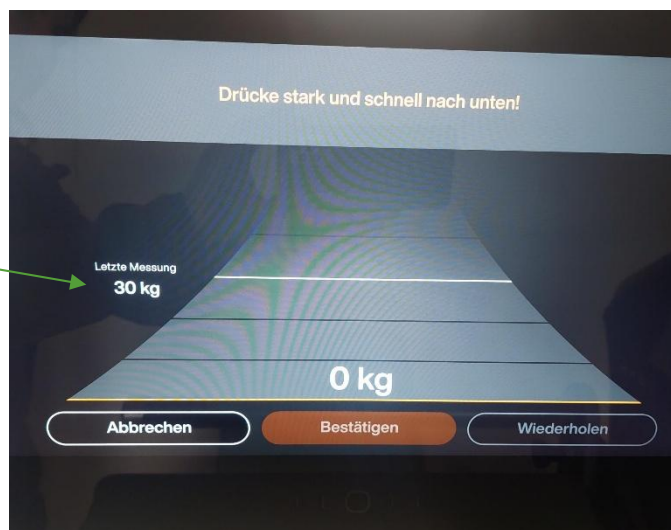 Drücke stark und schnell nach unten!
Letzte Messung
30 kg
0 kg
Abbrechen
Bestätigen
Wiederholen